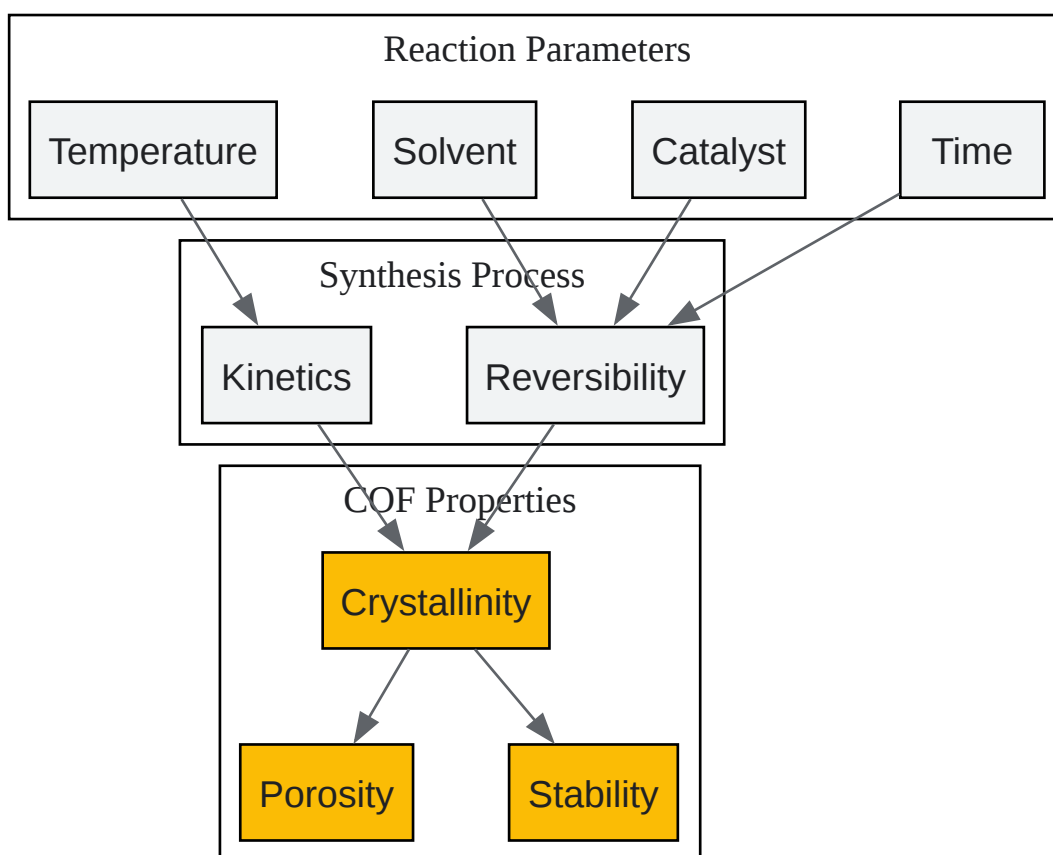 Reaction Parameters
Temperature
Solvent
Catalyst
Time
Synthesis Process
Kinetics
Reversibility
COF Properties
Crystallinity
Porosity
Stability